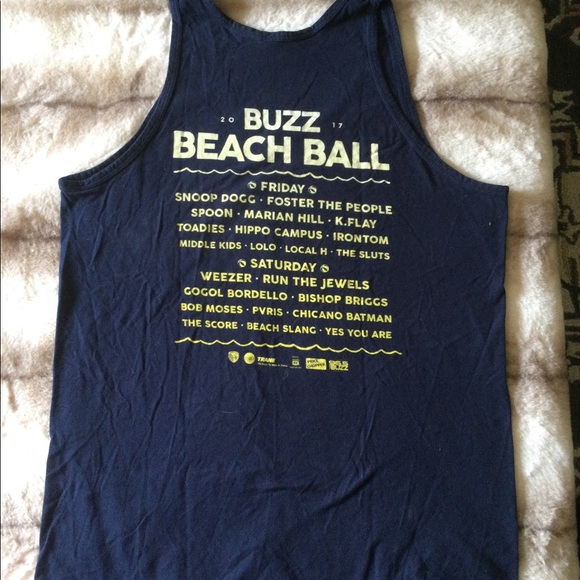 20 BUZZ 17
BEACH BALL
FRIDAY
SNOOP DOGG · FOSTER THE PEOPLE
SPOON · MARIAN HILL · K.FLAY
TOADIES · HIPPO CAMPUS · IRONTOM
MIDDLE KIDS · LOLO · LOCAL H · THE SLUTS
SATURDAY
WEEZER · RUN THE JEWELS
GOGOL BORDELLO · BISHOP BRIGGS
BOB MOSES · PVRIS · CHICANO BATMAN
THE SCORE · BEACH SLANG · YES YOU ARE